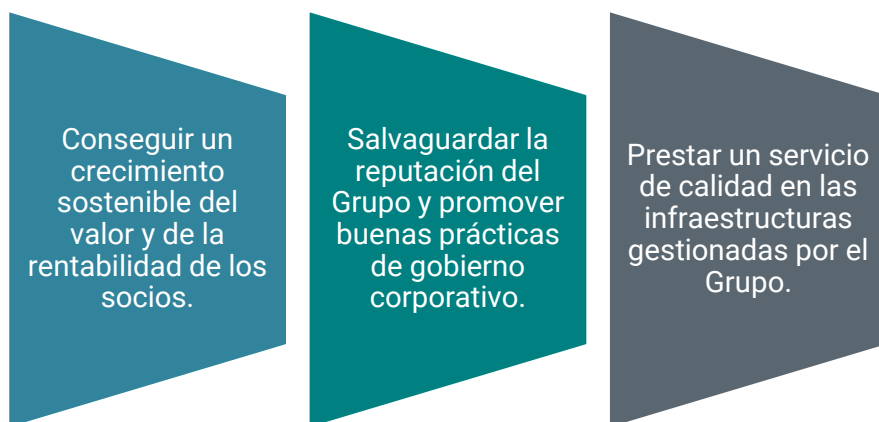 Conseguir un
crecimiento
sostenible del
valor y de la
rentabilidad de los
socios.
Salvaguardar la
reputación del
Grupo y promover
buenas prácticas
de gobierno
corporativo.
Prestar un servicio
de calidad en las
infraestructuras
gestionadas por el
Grupo.